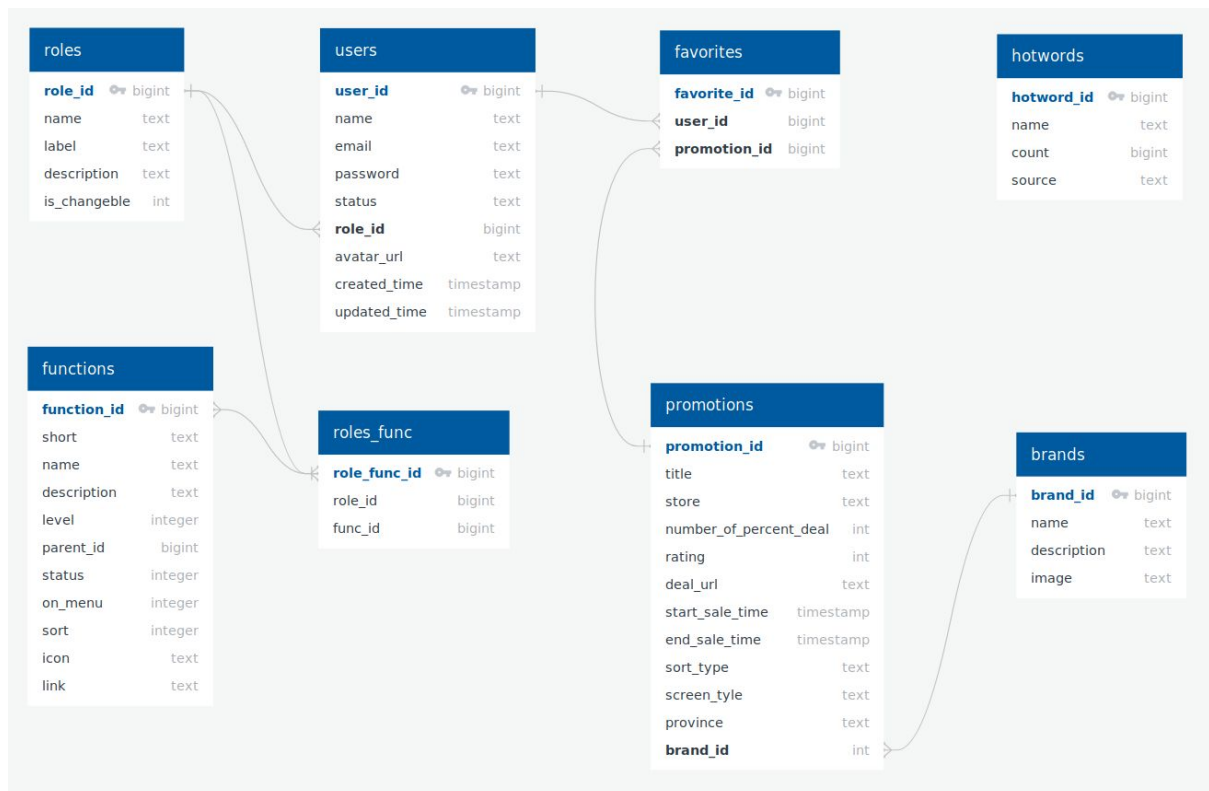 roles
role_id bigint
name text
label text
description text
is_changeble int
users
user_id bigint
name text
email text
password text
status text
role_id bigint
avatar_url text
created_time timestamp
updated_time timestamp
favorites
favorite_id bigint
user_id bigint
promotion_id bigint
hotwords
hotword_id bigint
name text
count bigint
source text
functions
function_id bigint
short text
name text
description text
level integer
parent_id bigint
status integer
on_menu integer
sort integer
icon text
link text
roles_func
role_func_id bigint
role_id bigint
func_id bigint
promotions
promotion_id bigint
title text
store text
number_of_percent_deal int
rating int
deal_url text
start_sale_time timestamp
end_sale_time timestamp
sort_type text
screen_tyle text
province text
brand_id int
brands
brand_id bigint
name text
description text
image text